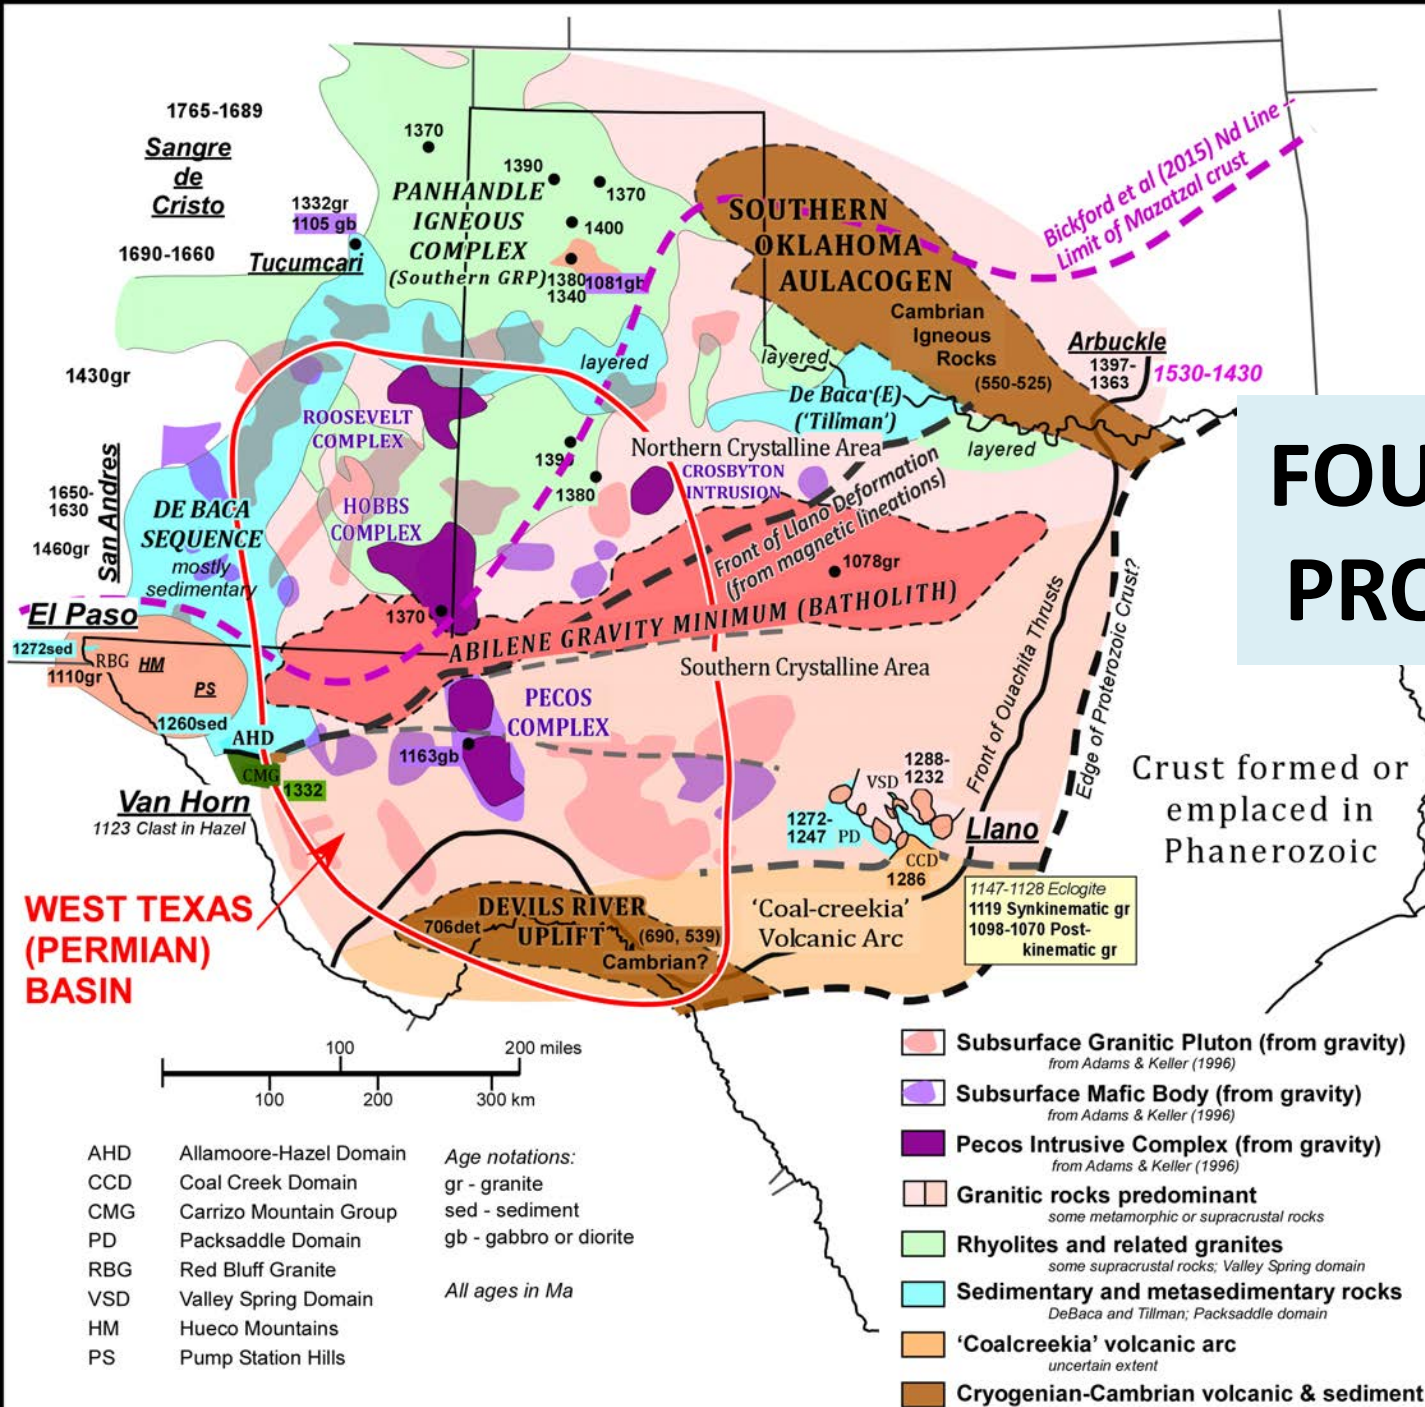 1765-1689
Sangre
de
Cristo
1690-1660
Tucumcari
1332gr
1105 gb
1370
1390
1370
1400
PANHANDLE
IGNEOUS
COMPLEX
(Southern GRP)
1380
1340
1081gb
SOUTHERN
OKLAHOMA
AULACOGEN
Cambrian
Igneous
Rocks
(550-525)
Bickford et al (2015) Nd Line --
Limit of Mazatzal crust
Arbuckle
1397-
1363
1530-1430
layered
layered
layered
De Baca (E)
('Tillman')
1430gr
ROOSEVELT
COMPLEX
Northern Crystalline Area
CROSBYTON
INTRUSION
1380
San Andres
1650-
1630
1460gr
DE BACA
SEQUENCE
mostly
sedimentary
HOBBS
COMPLEX
Front of Llano Deformation
(from magnetic lineations)
1078gr
1370
ABILENE GRAVITY MINIMUM (BATHOLITH)
Southern Crystalline Area
El Paso
1272sed
RBG
HM
1110gr
PS
1260sed
AHD
CMG
1332
Van Horn
1123 Clast in Hazel
PECOS
COMPLEX
1163gb
Front of Ouachita Thrusts
Edge of Proterozoic Crust?
FOU
PRO
Crust formed or
emplaced in
Phanerozoic
VSD
1288-
1232
1272-
1247
PD
CCD
1286
Llano
1147-1128 Eclogite
1119 Synkinematic gr
1098-1070 Post-
kinematic gr
WEST TEXAS
(PERMIAN)
BASIN
DEVILS RIVER
UPLIFT
706det
(690, 539)
Cambrian?
'Coal-creekia'
Volcanic Arc
100
200 miles
100
200
300 km
AHD Allamoore-Hazel Domain
CCD Coal Creek Domain
CMG Carrizo Mountain Group
PD Packsaddle Domain
RBG Red Bluff Granite
VSD Valley Spring Domain
HM Hueco Mountains
PS Pump Station Hills
Age notations:
gr - granite
sed - sediment
gb - gabbro or diorite
All ages in Ma
Subsurface Granitic Pluton (from gravity)
from Adams & Keller (1996)
Subsurface Mafic Body (from gravity)
from Adams & Keller (1996)
Pecos Intrusive Complex (from gravity)
from Adams & Keller (1996)
Granitic rocks predominant
some metamorphic or supracrustal rocks
Rhyolites and related granites
some supracrustal rocks; Valley Spring domain
Sedimentary and metasedimentary rocks
DeBaca and Tillman; Packsaddle domain
'Coalcreekia' volcanic arc
uncertain extent
Cryogenian-Cambrian volcanic & sediment